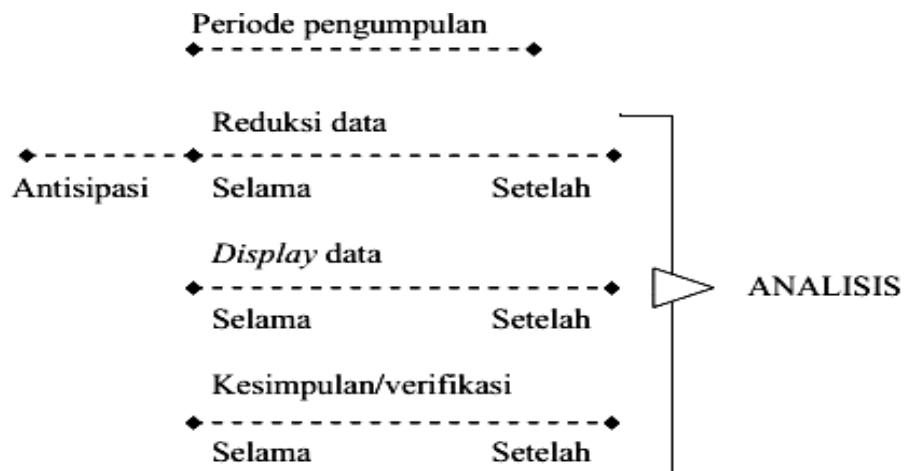 Periode pengumpulan
Reduksi data
Antisipasi Selama Setelah
Display data
Selama Setelah
ANALISIS
Kesimpulan/verifikasi
Selama Setelah